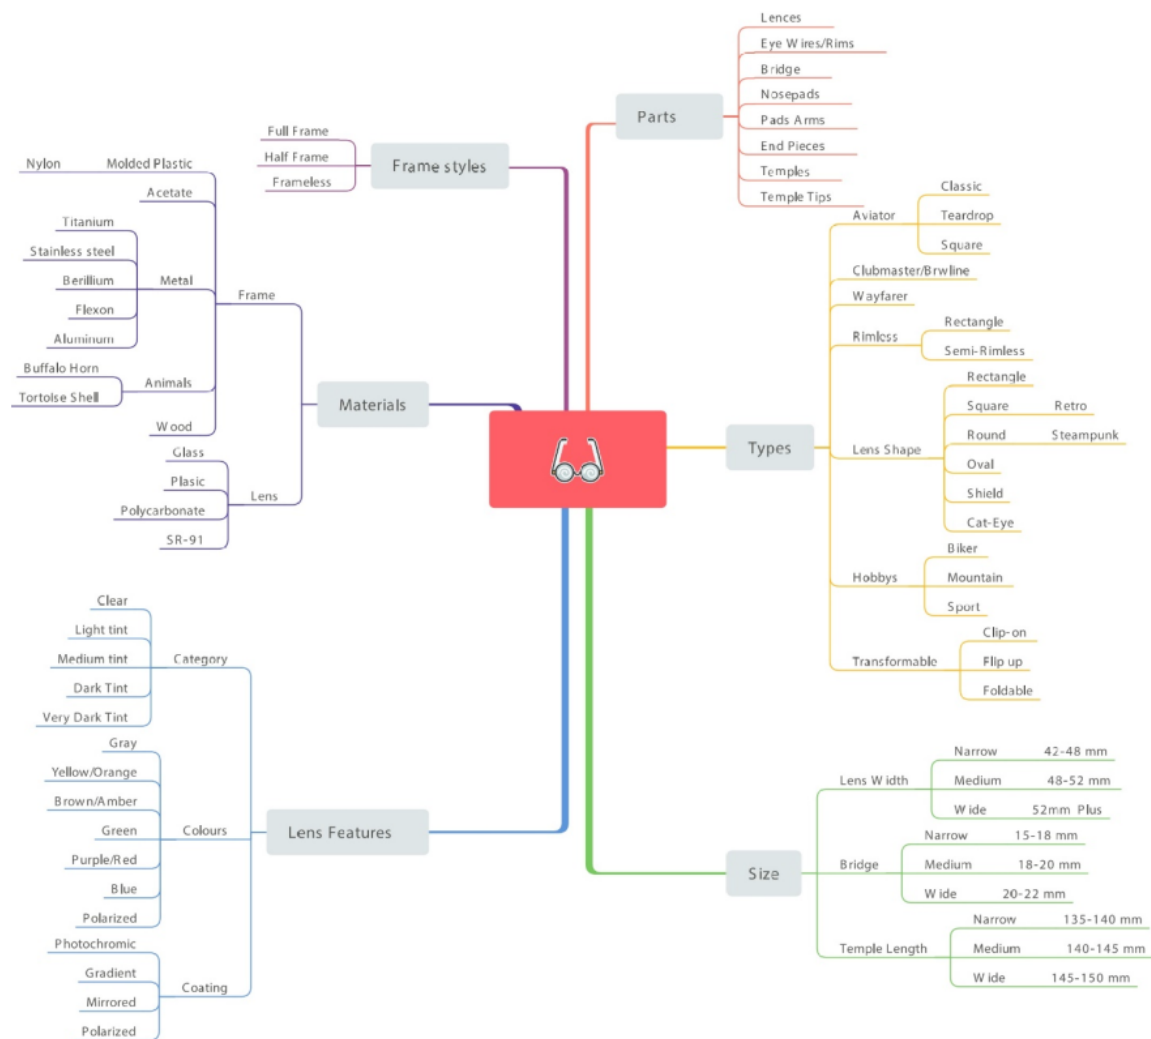 Parts
Lences
Eye Wires/Rims
Bridge
Nosepads
Pads Arms
End Pieces
Temples
Temple Tips
Frame styles
Full Frame
Half Frame
Frameless
Materials
Frame
Molded Plastic
Nylon
Acetate
Metal
Titanium
Stainless steel
Berillium
Flexon
Aluminum
Animals
Buffalo Horn
Tortoise Shell
Wood
Lens
Glass
Plasic
Polycarbonate
SR-91
Types
Aviator
Classic
Teardrop
Square
Clubmaster/Brwline
Wayfarer
Rimless
Rectangle
Semi-Rimless
Lens Shape
Rectangle
Square Retro
Round Steampunk
Oval
Shield
Cat-Eye
Hobbys
Biker
Mountain
Sport
Transformable
Clip-on
Flip up
Foldable
Lens Features
Category
Clear
Light tint
Medium tint
Dark Tint
Very Dark Tint
Colours
Gray
Yellow/Orange
Brown/Amber
Green
Purple/Red
Blue
Polarized
Coating
Photochromic
Gradient
Mirrored
Polarized
Size
Lens Width
Narrow 42-48 mm
Medium 48-52 mm
Wide 52mm Plus
Bridge
Narrow 15-18 mm
Medium 18-20 mm
Wide 20-22 mm
Temple Length
Narrow 135-140 mm
Medium 140-145 mm
Wide 145-150 mm